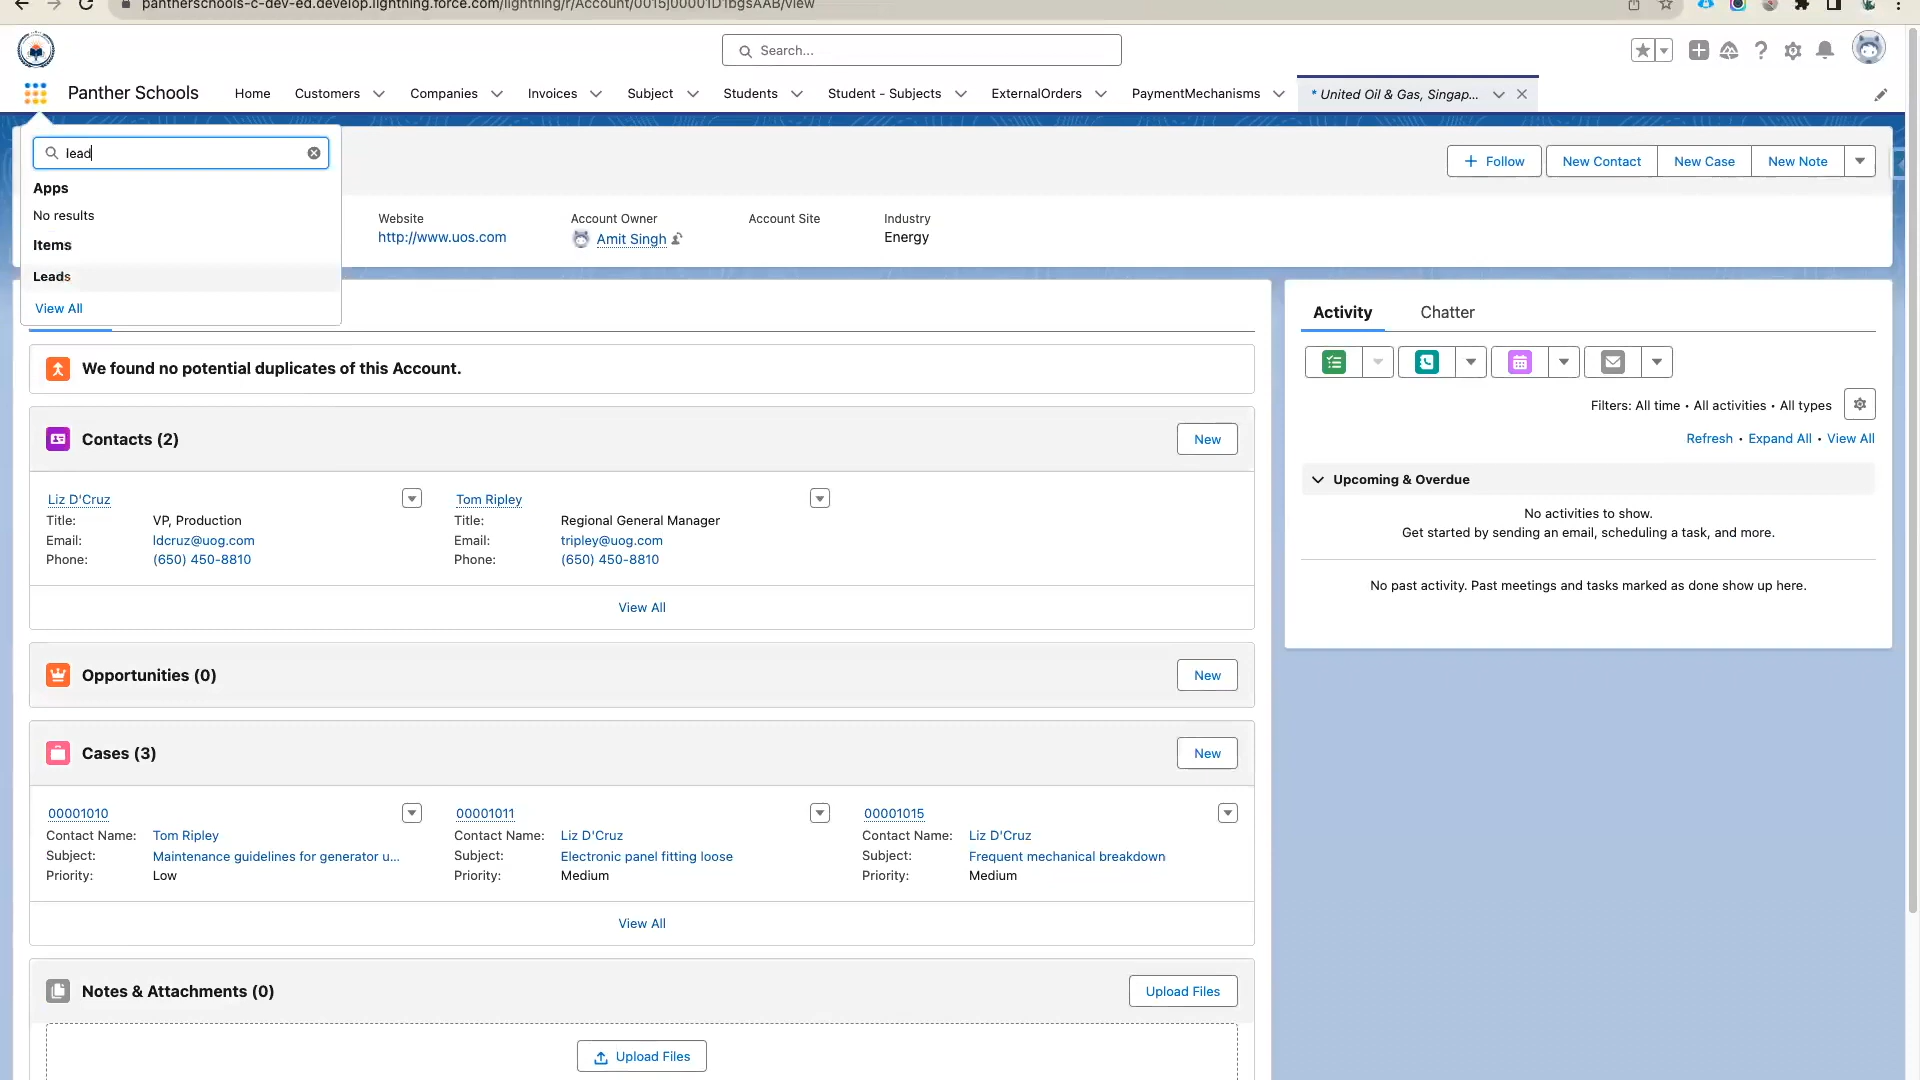 pantherschools-c-dev-ed.develop.lightning.force.com/lightning/r/Account/0015j00001D1bgsAAB/view
Search...
Panther Schools
Home
Customers
Companies
Invoices
Subject
Students
Student - Subjects
ExternalOrders
PaymentMechanisms
* United Oil & Gas, Singap...
lead
Apps
No results
Items
Leads
View All
Follow
New Contact
New Case
New Note
Website
Account Owner
Account Site
Industry
http://www.uos.com
Amit Singh
Energy
We found no potential duplicates of this Account.
Contacts (2)
New
Liz D'Cruz
Title: VP, Production
Email: ldcruz@uog.com
Phone: (650) 450-8810
Tom Ripley
Title: Regional General Manager
Email: tripley@uog.com
Phone: (650) 450-8810
View All
Opportunities (0)
New
Cases (3)
New
00001010
Contact Name: Tom Ripley
Subject: Maintenance guidelines for generator u...
Priority: Low
00001011
Contact Name: Liz D'Cruz
Subject: Electronic panel fitting loose
Priority: Medium
00001015
Contact Name: Liz D'Cruz
Subject: Frequent mechanical breakdown
Priority: Medium
View All
Notes & Attachments (0)
Upload Files
Upload Files
Activity
Chatter
Filters: All time • All activities • All types
Refresh • Expand All • View All
Upcoming & Overdue
No activities to show.
Get started by sending an email, scheduling a task, and more.
No past activity. Past meetings and tasks marked as done show up here.